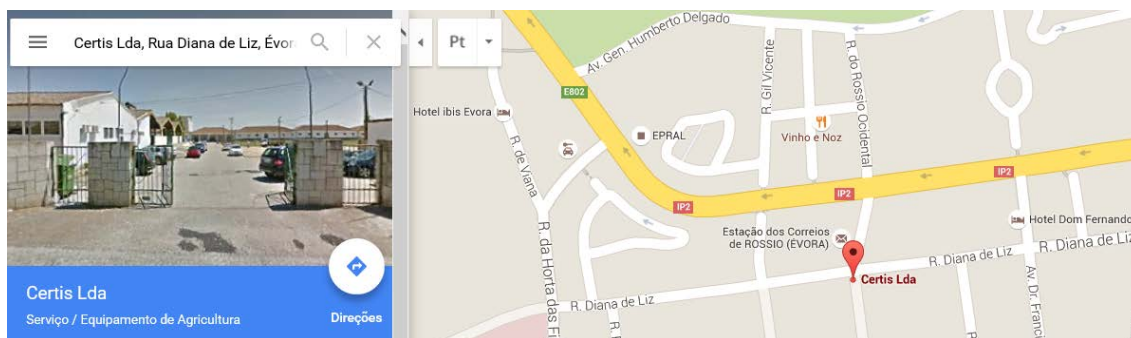 Certis Lda, Rua Diana de Liz, Évor
Pt
Certis Lda
Serviço / Equipamento de Agricultura
Direções
Av. Gen. Humberto Delgado
R. Gil Vicente
R. do Rossio Ocidental
E802
Hotel ibis Evora
EPRAL
Vinho e Noz
R. de Viana
IP2
IP2
IP2
Hotel Dom Fernando
Estação dos Correios
de ROSSIO (ÉVORA)
R. Diana de Liz
R. Diana de Liz
Certis Lda
R. da Horta das Fi
R. Diana de Liz
R.
Av. Dr. Franci